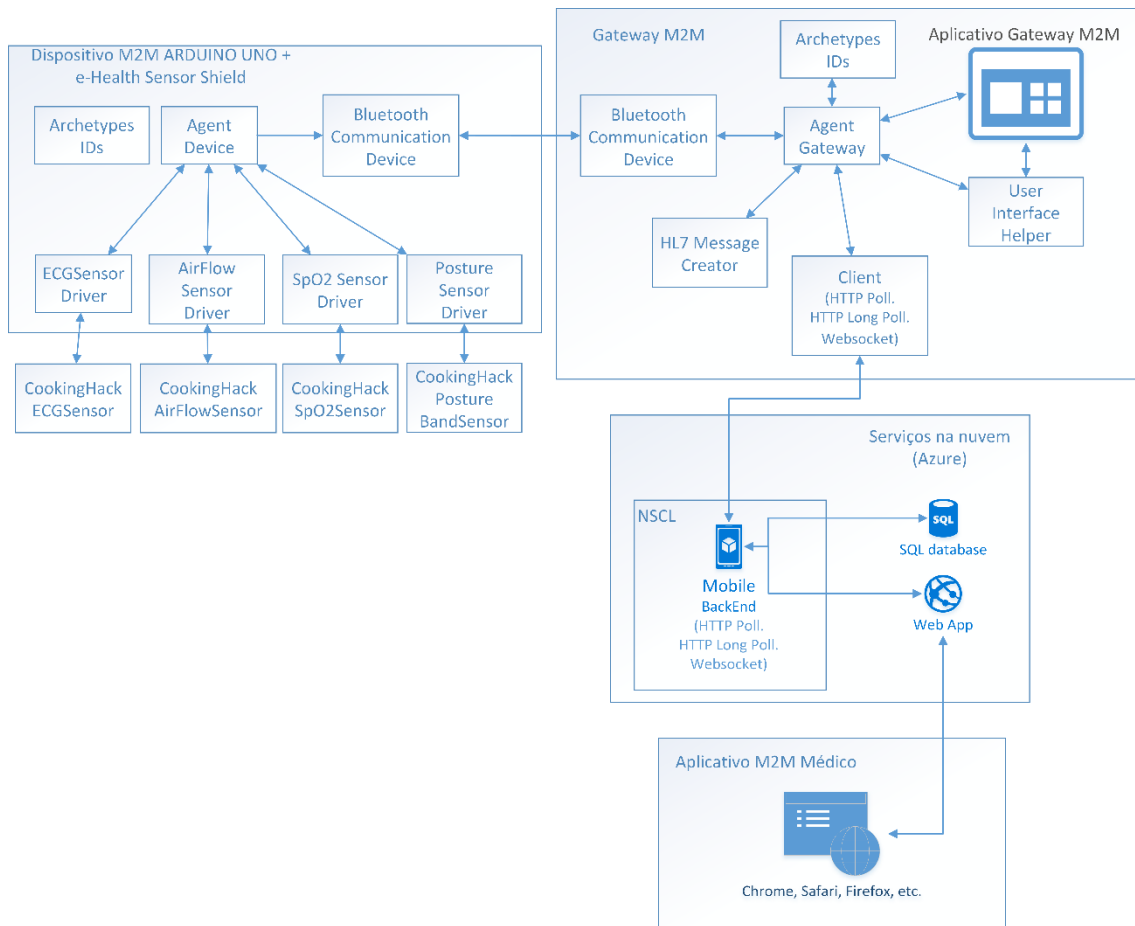 Dispositivo M2M ARDUINO UNO +
e-Health Sensor Shield
Archetypes
IDs
Agent
Device
Bluetooth
Communication
Device
ECGSensor
Driver
AirFlow
Sensor
Driver
SpO2 Sensor
Driver
Posture
Sensor
Driver
CookingHack
ECGSensor
CookingHack
AirFlowSensor
CookingHack
SpO2Sensor
CookingHack
Posture
BandSensor
Gateway M2M
Archetypes
IDs
Aplicativo Gateway M2M
Bluetooth
Communication
Device
Agent
Gateway
User
Interface
Helper
HL7 Message
Creator
Client
(HTTP Poll.
HTTP Long Poll.
Websocket)
Serviços na nuvem
(Azure)
NSCL
Mobile
BackEnd
(HTTP Poll.
HTTP Long Poll.
Websocket)
SQL
SQL database
Web App
Aplicativo M2M Médico
Chrome, Safari, Firefox, etc.